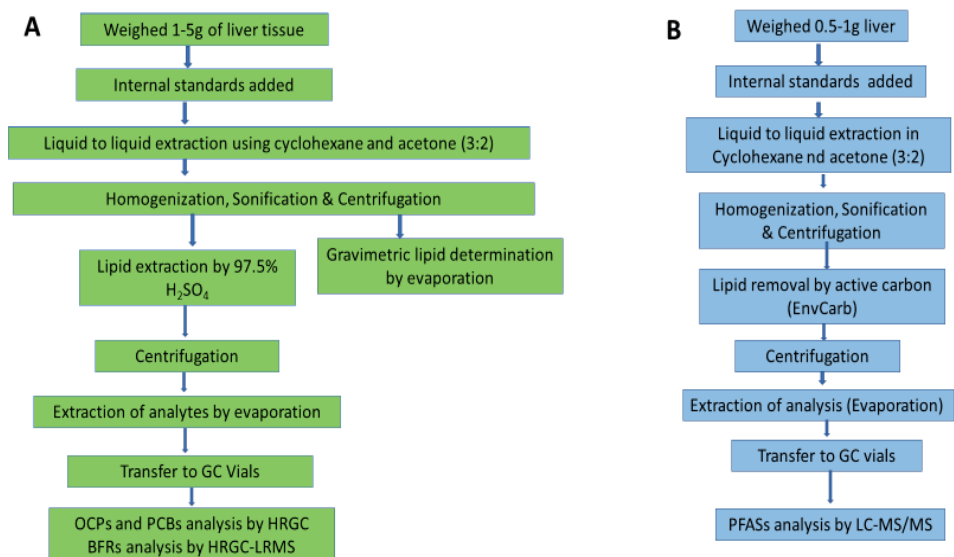 A
Weighed 1-5g of liver tissue
Internal standards added
Liquid to liquid extraction using cyclohexane and acetone (3:2)
Homogenization, Sonification & Centrifugation
Lipid extraction by 97.5%
H₂SO₄
Gravimetric lipid determination
by evaporation
Centrifugation
Extraction of analytes by evaporation
Transfer to GC Vials
OCPs and PCBs analysis by HRGC
BFRs analysis by HRGC-LRMS
B
Weighed 0.5-1g liver
Internal standards added
Liquid to liquid extraction in
Cyclohexane nd acetone (3:2)
Homogenization, Sonification
& Centrifugation
Lipid removal by active carbon
(EnvCarb)
Centrifugation
Extraction of analysis (Evaporation)
Transfer to GC vials
PFASs analysis by LC-MS/MS